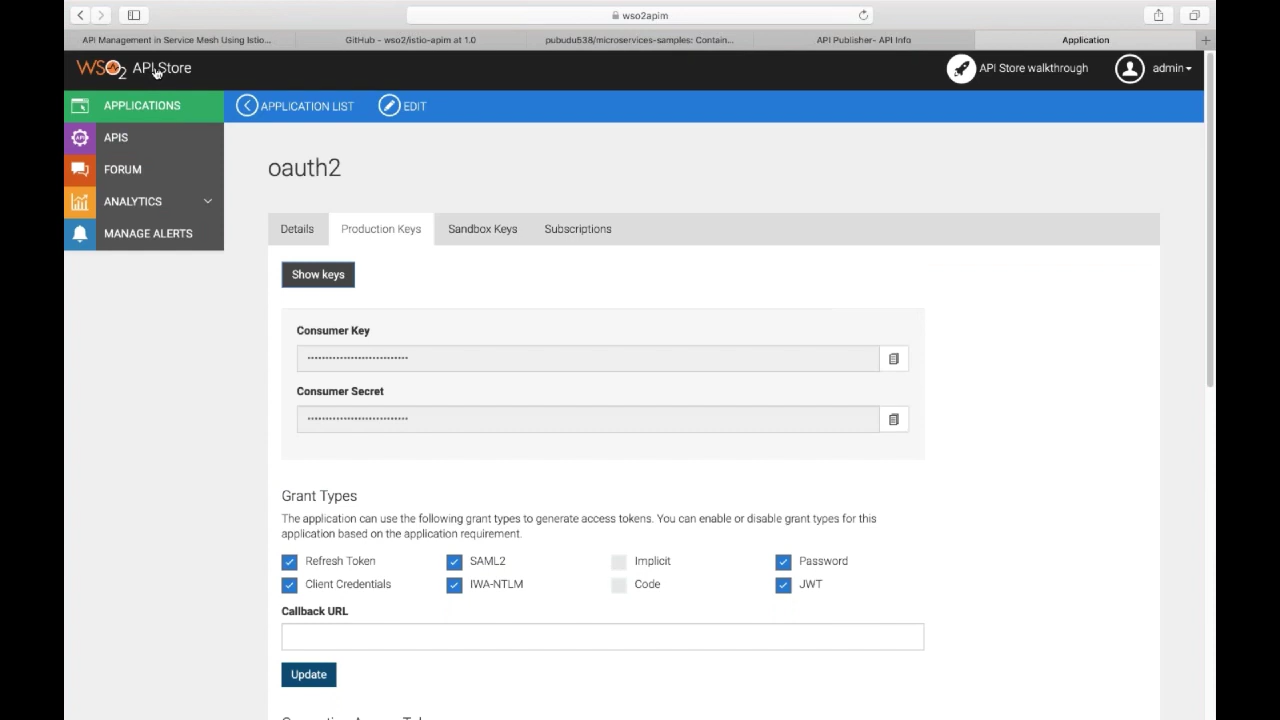 wso2apim
API Management in Service Mesh Using Istio...
GitHub - wso2/istio-apim at 1.0
pubudu538/microservices-samples: Contain...
API Publisher- API Info
Application
WSO2 API Store
API Store walkthrough
admin
APPLICATIONS
APPLICATION LIST
EDIT
APIS
FORUM
ANALYTICS
MANAGE ALERTS
oauth2
Details
Production Keys
Sandbox Keys
Subscriptions
Show keys
Consumer Key
••••••••••••••••••••••••••••
Consumer Secret
••••••••••••••••••••••••••••
Grant Types
The application can use the following grant types to generate access tokens. You can enable or disable grant types for this
application based on the application requirement.
Refresh Token
SAML2
Implicit
Password
Client Credentials
IWA-NTLM
Code
JWT
Callback URL
Update